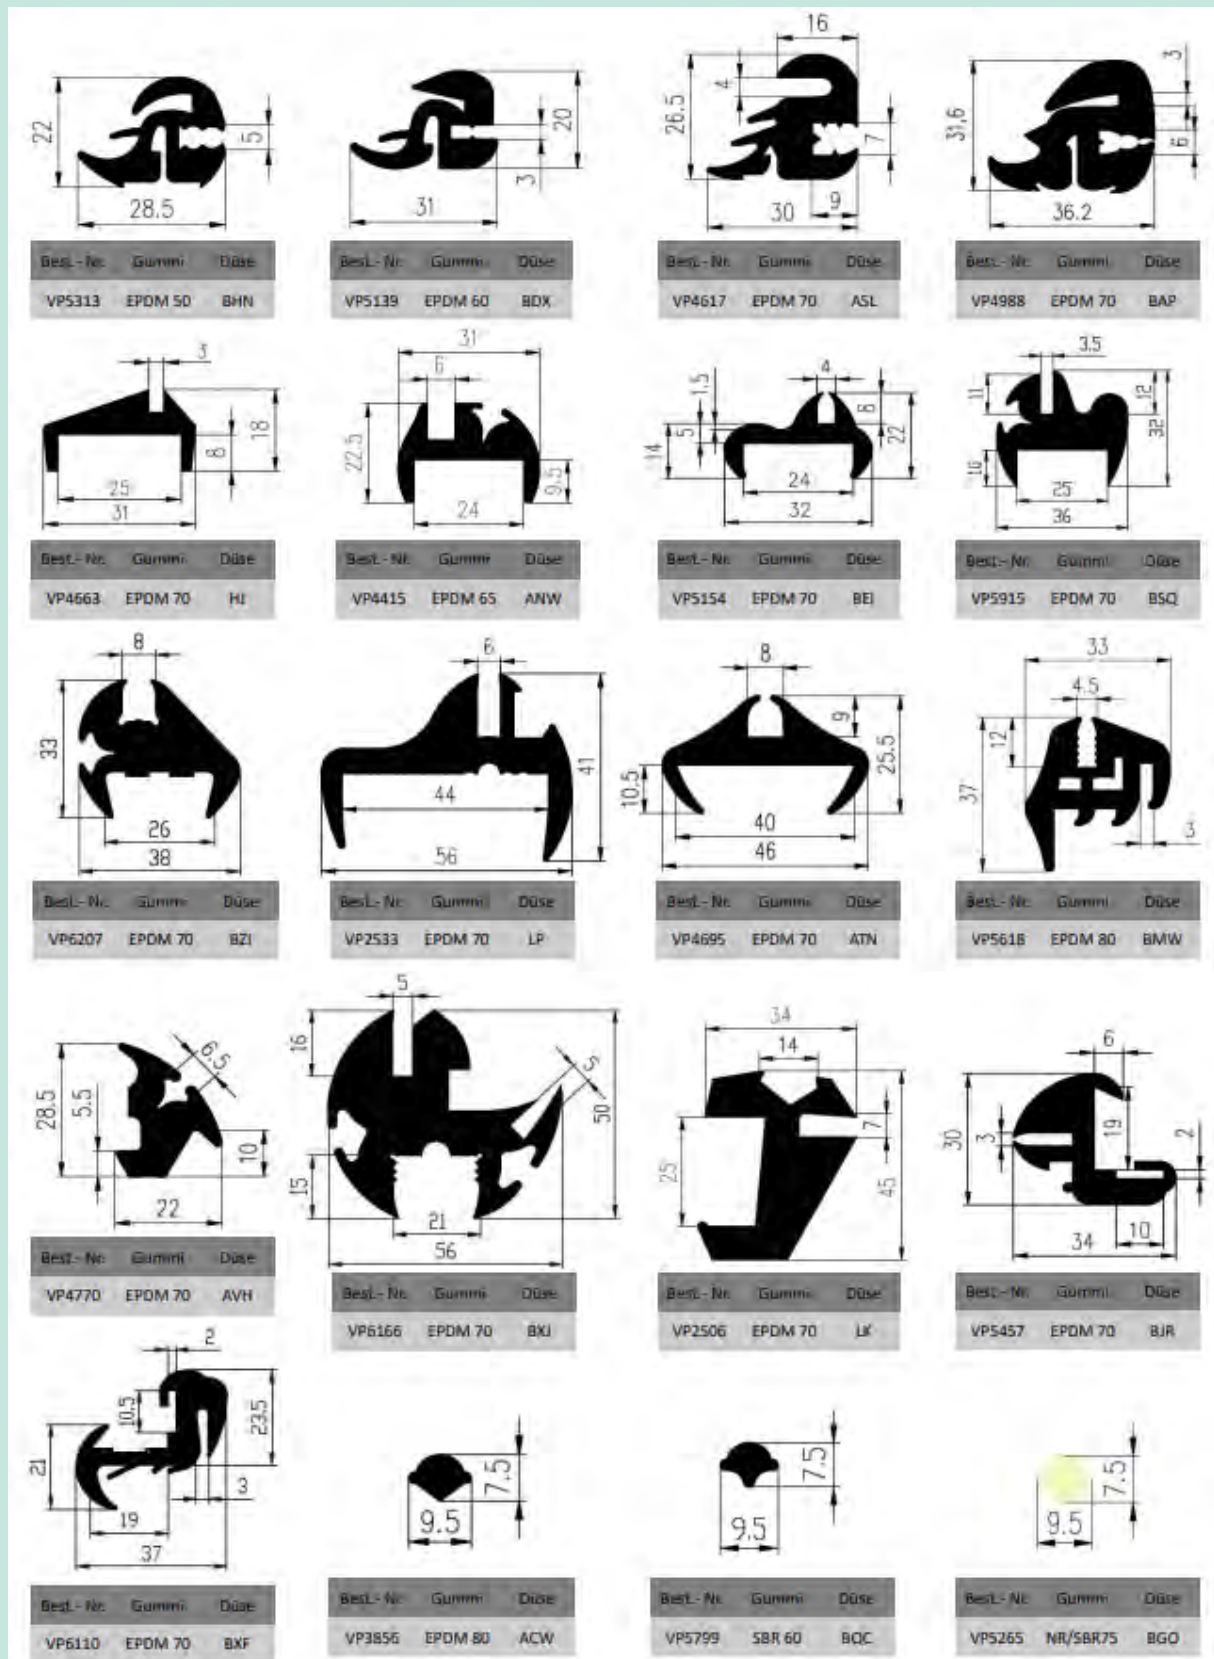 16
3
22
5
28.5
20
3
31
26.5
4
7
9
30
31,6
6
36.2
Best.- Nr. Gummi Düse
VP5313 EPDM 50 BHN
Best.- Nr. Gummi Düse
VP5139 EPDM 60 BDX
Best.- Nr. Gummi Düse
VP4617 EPDM 70 ASL
Best.- Nr. Gummi Düse
VP4988 EPDM 70 BAP
3
18
8
25
31
31
6
22.5
9.5
24
4
1.5
5
14
8
22
24
32
3.5
11
12
32
10
25
36
Best.- Nr. Gummi Düse
VP4663 EPDM 70 HJ
Best.- Nr. Gummi Düse
VP4415 EPDM 65 ANW
Best.- Nr. Gummi Düse
VP5154 EPDM 70 BEJ
Best.- Nr. Gummi Düse
VP5915 EPDM 70 BSQ
8
33
26
38
6
41
44
56
8
9
25.5
10.5
40
46
33
4.5
12
37
3
Best.- Nr. Gummi Düse
VP6207 EPDM 70 BZI
Best.- Nr. Gummi Düse
VP2533 EPDM 70 LP
Best.- Nr. Gummi Düse
VP4695 EPDM 70 ATN
Best.- Nr. Gummi Düse
VP5618 EPDM 80 BMW
28.5
5.5
6.5
10
22
5
16
5
50
15
21
56
34
14
7
25
45
6
30
3
19
2
10
34
Best.- Nr. Gummi Düse
VP4770 EPDM 70 AVH
Best.- Nr. Gummi Düse
VP6166 EPDM 70 BXJ
Best.- Nr. Gummi Düse
VP2506 EPDM 70 LK
Best.- Nr. Gummi Düse
VP5457 EPDM 70 BJR
2
10.5
23.5
21
3
19
37
7.5
9.5
7.5
9.5
7.5
9.5
Best.- Nr. Gummi Düse
VP6110 EPDM 70 BXF
Best.- Nr. Gummi Düse
VP3856 EPDM 80 ACW
Best.- Nr. Gummi Düse
VP5799 SBR 60 BQC
Best.- Nr. Gummi Düse
VP5265 NR/SBR75 BGO